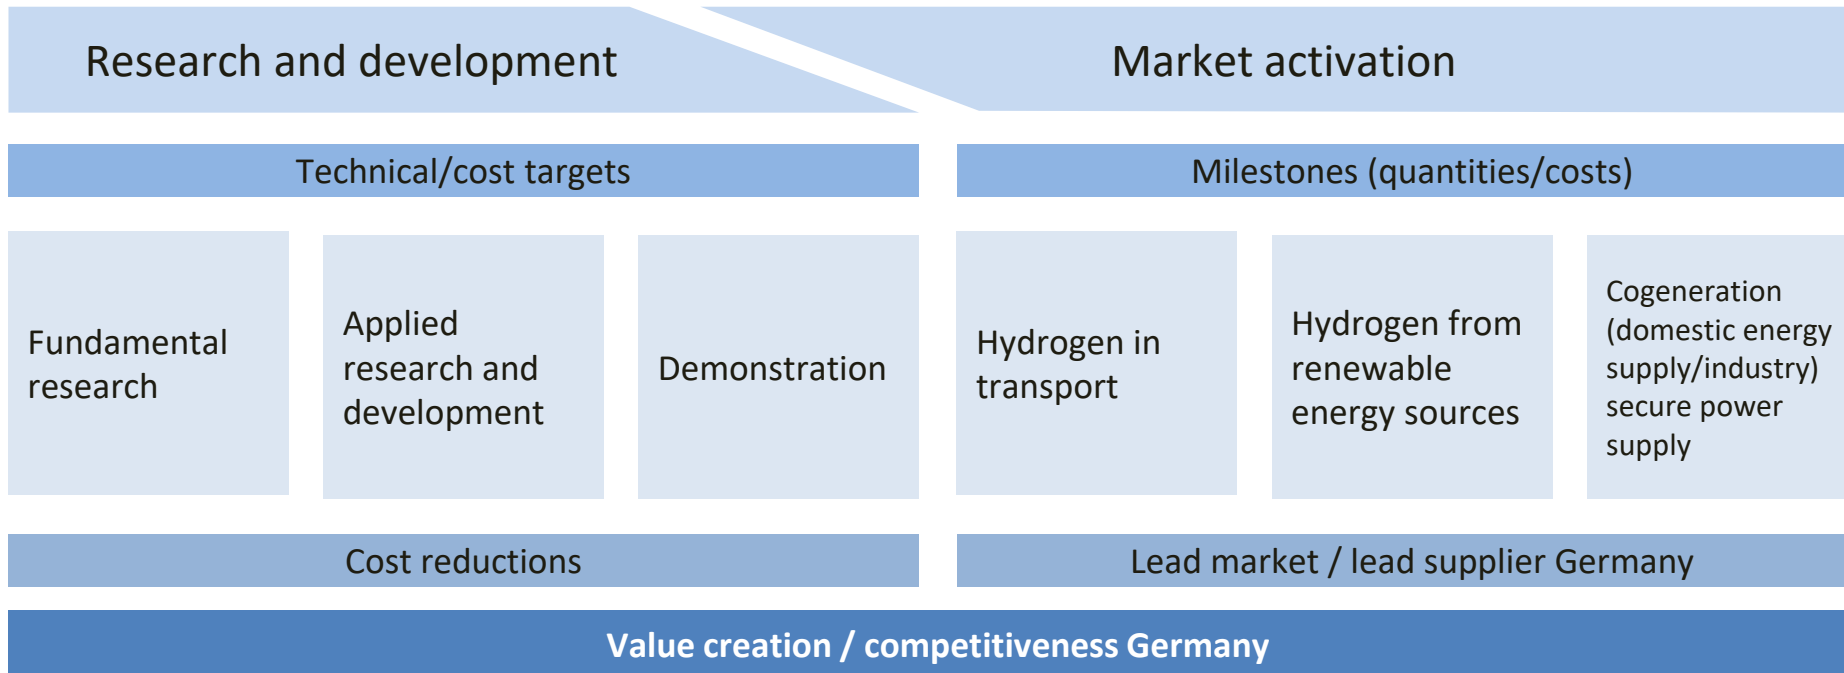 Research and development
Market activation
Technical/cost targets
Milestones (quantities/costs)
Fundamental
research
Applied
research and
development
Demonstration
Hydrogen in
transport
Hydrogen from
renewable
energy sources
Cogeneration
(domestic energy
supply/industry)
secure power
supply
Cost reductions
Lead market / lead supplier Germany
Value creation / competitiveness Germany